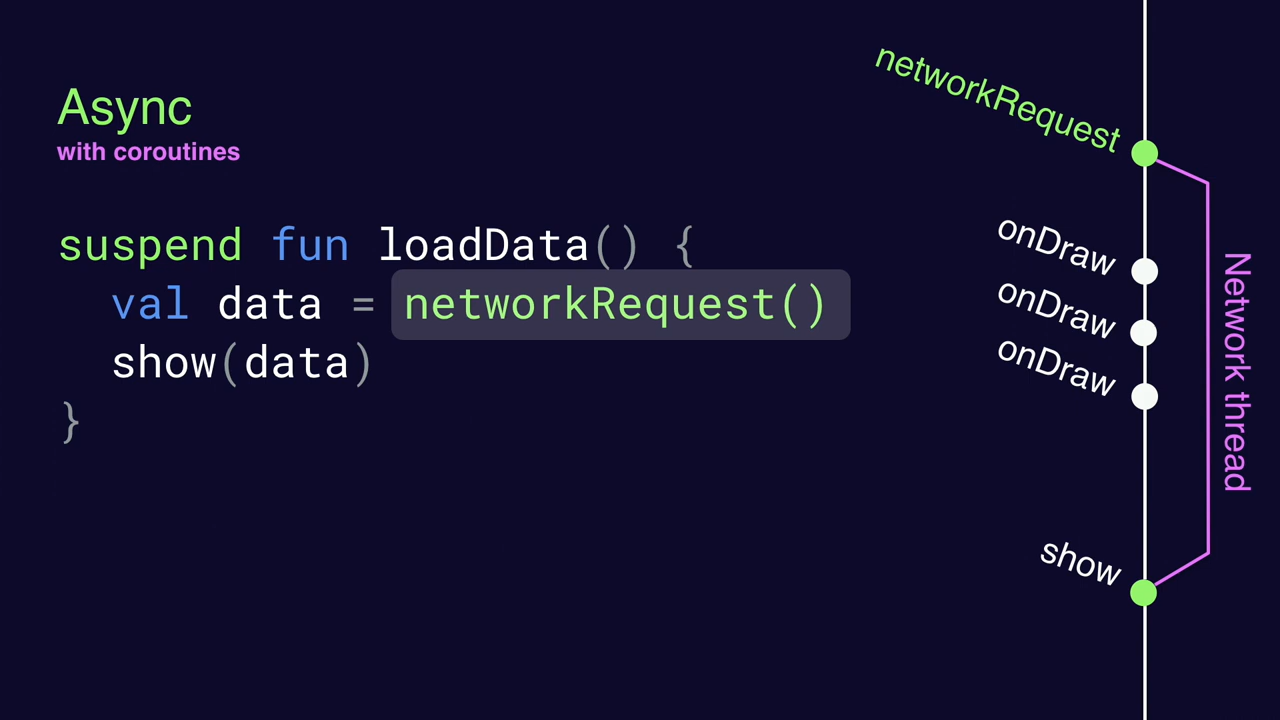 Async
with coroutines
suspend fun loadData() {
  val data = networkRequest()
  show(data)
}
networkRequest
onDraw
onDraw
onDraw
Network thread
show